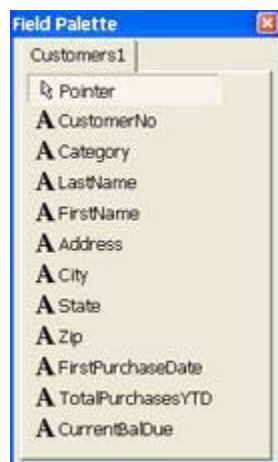 Field Palette
Customers1
Pointer
A CustomerNo
A Category
A LastName
A FirstName
A Address
A City
A State
A Zip
A FirstPurchaseDate
A TotalPurchasesYTD
A CurrentBalDue